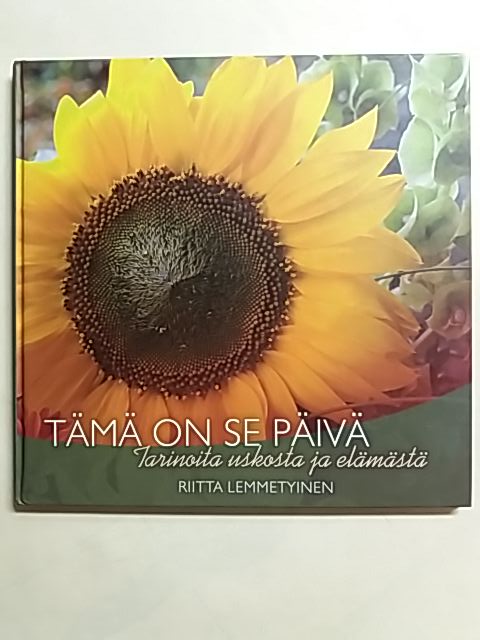 TÄMÄ ON SE PÄIVÄ
Tarinoita uskosta ja elämästä
RIITTA LEMMETYINEN